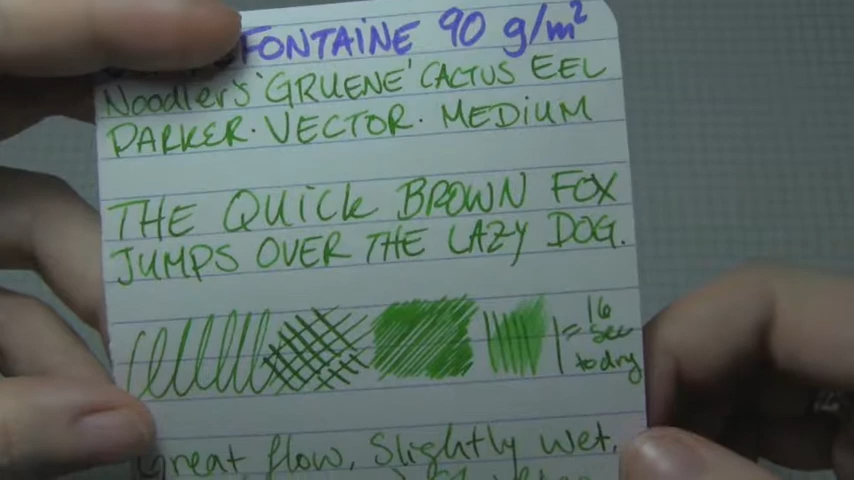 FONTAINE 90 g/m²
Noodler's 'GRUENE' CACTUS EEL
PARKER. VECTOR. MEDIUM
THE QUICK BROWN FOX
JUMPS OVER THE LAZY DOG.
= 16
sec
to dry
Great flow, Slightly wet,